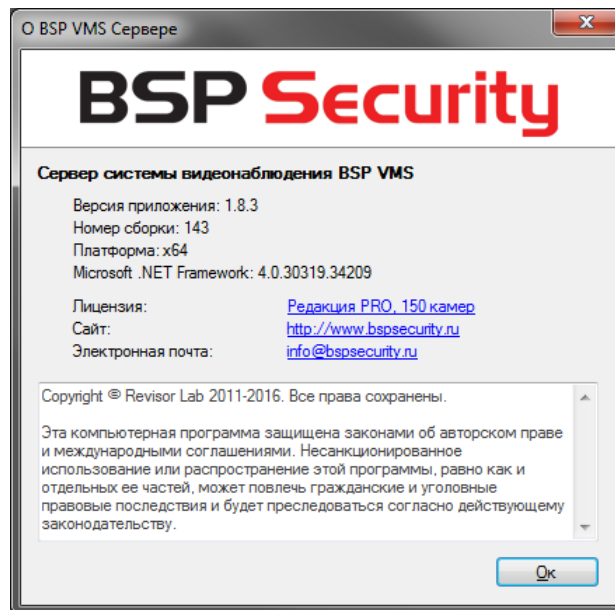 О BSP VMS Сервере
BSP Security
Сервер системы видеонаблюдения BSP VMS
Версия приложения: 1.8.3
Номер сборки: 143
Платформа: x64
Microsoft .NET Framework: 4.0.30319.34209
Лицензия: Редакция PRO, 150 камер
Сайт: http://www.bspsecurity.ru
Электронная почта: info@bspsecurity.ru
Copyright © Revisor Lab 2011-2016. Все права сохранены.
Эта компьютерная программа защищена законами об авторском праве
и международными соглашениями. Несанкционированное
использование или распространение этой программы, равно как и
отдельных ее частей, может повлечь гражданские и уголовные
правовые последствия и будет преследоваться согласно действующему
законодательству.
Ок